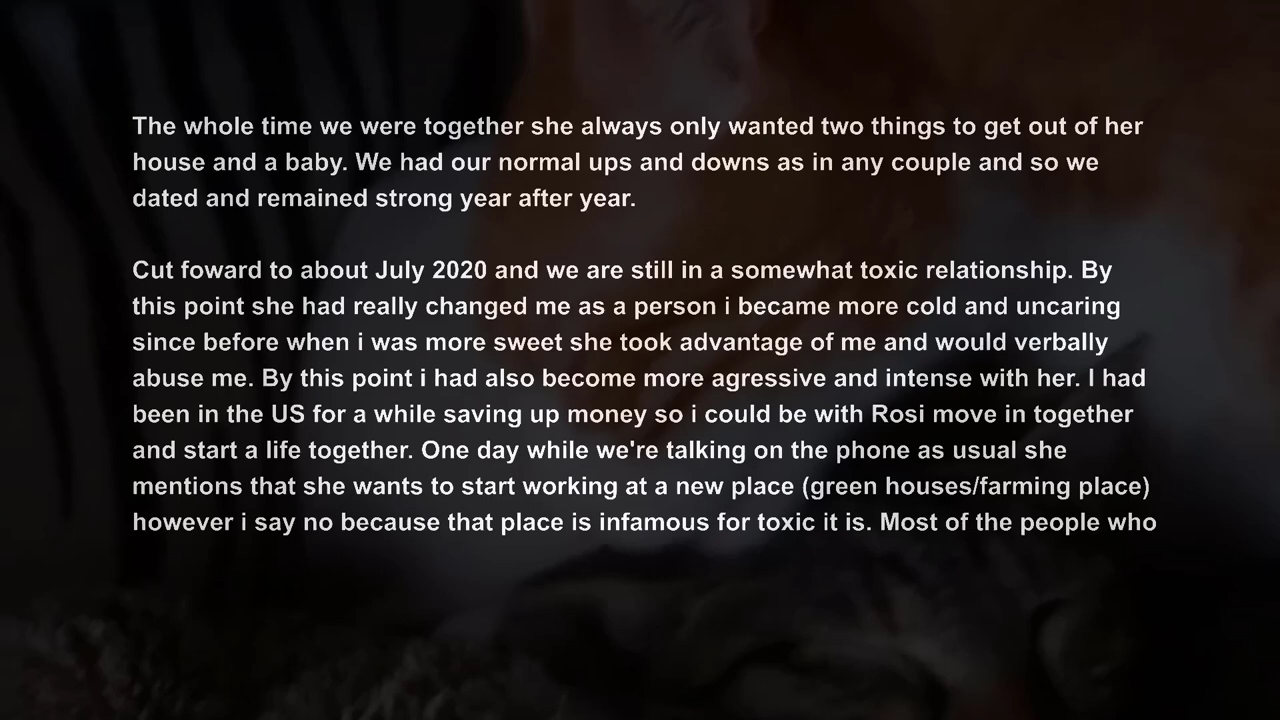 The whole time we were together she always only wanted two things to get out of her
house and a baby. We had our normal ups and downs as in any couple and so we
dated and remained strong year after year.
Cut foward to about July 2020 and we are still in a somewhat toxic relationship. By
this point she had really changed me as a person i became more cold and uncaring
since before when i was more sweet she took advantage of me and would verbally
abuse me. By this point i had also become more agressive and intense with her. I had
been in the US for a while saving up money so i could be with Rosi move in together
and start a life together. One day while we're talking on the phone as usual she
mentions that she wants to start working at a new place (green houses/farming place)
however i say no because that place is infamous for toxic it is. Most of the people who